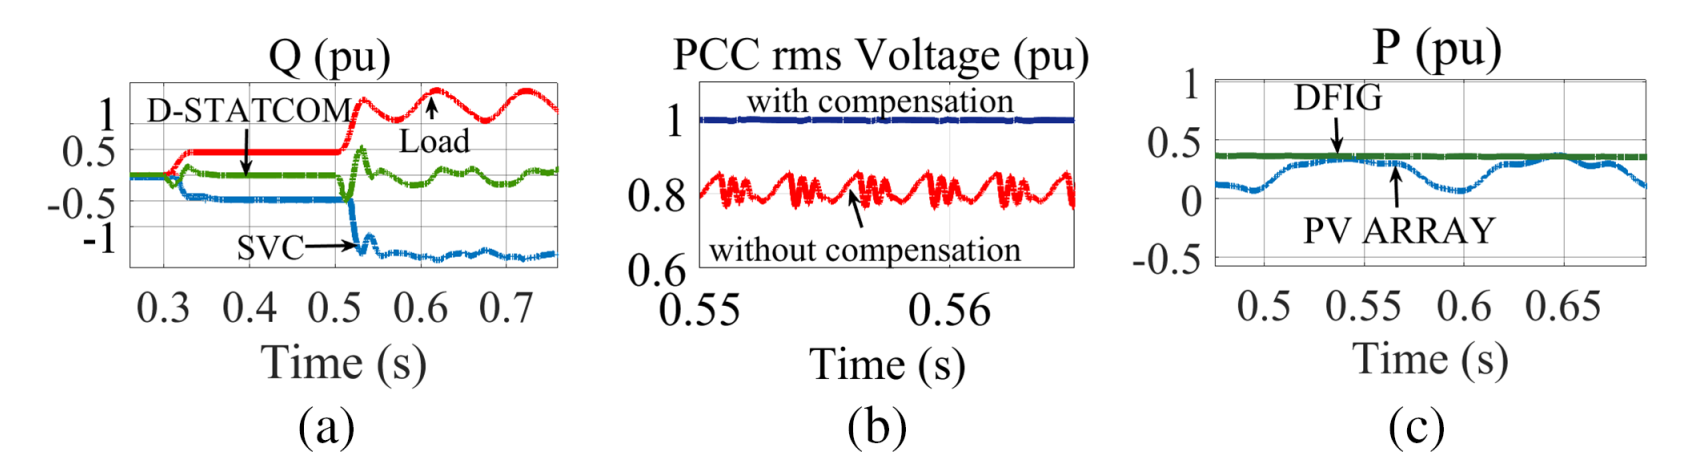 Q (pu)
D-STATCOM
Load
SVC
1
0.5
-0.5
-1
0.3 0.4 0.5 0.6 0.7
Time (s)
(a)
PCC rms Voltage (pu)
with compensation
without compensation
1
0.8
0.6
0.55 0.56
Time (s)
(b)
P (pu)
DFIG
PV ARRAY
1
0.5
0
-0.5
0.5 0.55 0.6 0.65
Time (s)
(c)